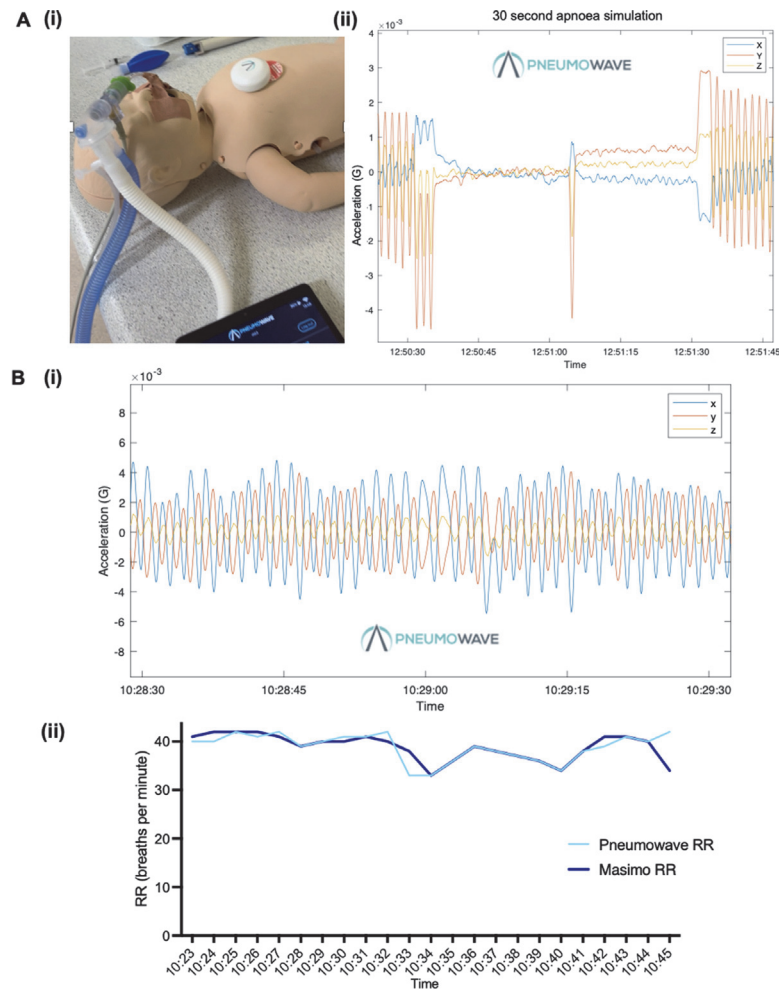 A (i)
(ii)
30 second apnoea simulation
×10⁻³
PNEUMOWAVE
X
Y
Z
4
3
2
1
0
-1
-2
-3
-4
Acceleration (G)
12:50:30 12:50:45 12:51:00 12:51:15 12:51:30 12:51:45
Time
PNEUMOWAVE
B (i)
×10⁻³
x
y
z
8
6
4
2
0
-2
-4
-6
-8
Acceleration (G)
PNEUMOWAVE
10:28:30 10:28:45 10:29:00 10:29:15 10:29:30
Time
(ii)
40
30
20
10
0
RR (breaths per minute)
Pneumowave RR
Masimo RR
10:23 10:24 10:25 10:26 10:27 10:28 10:29 10:30 10:31 10:32 10:33 10:34 10:35 10:36 10:37 10:38 10:39 10:40 10:41 10:42 10:43 10:44 10:45
Time